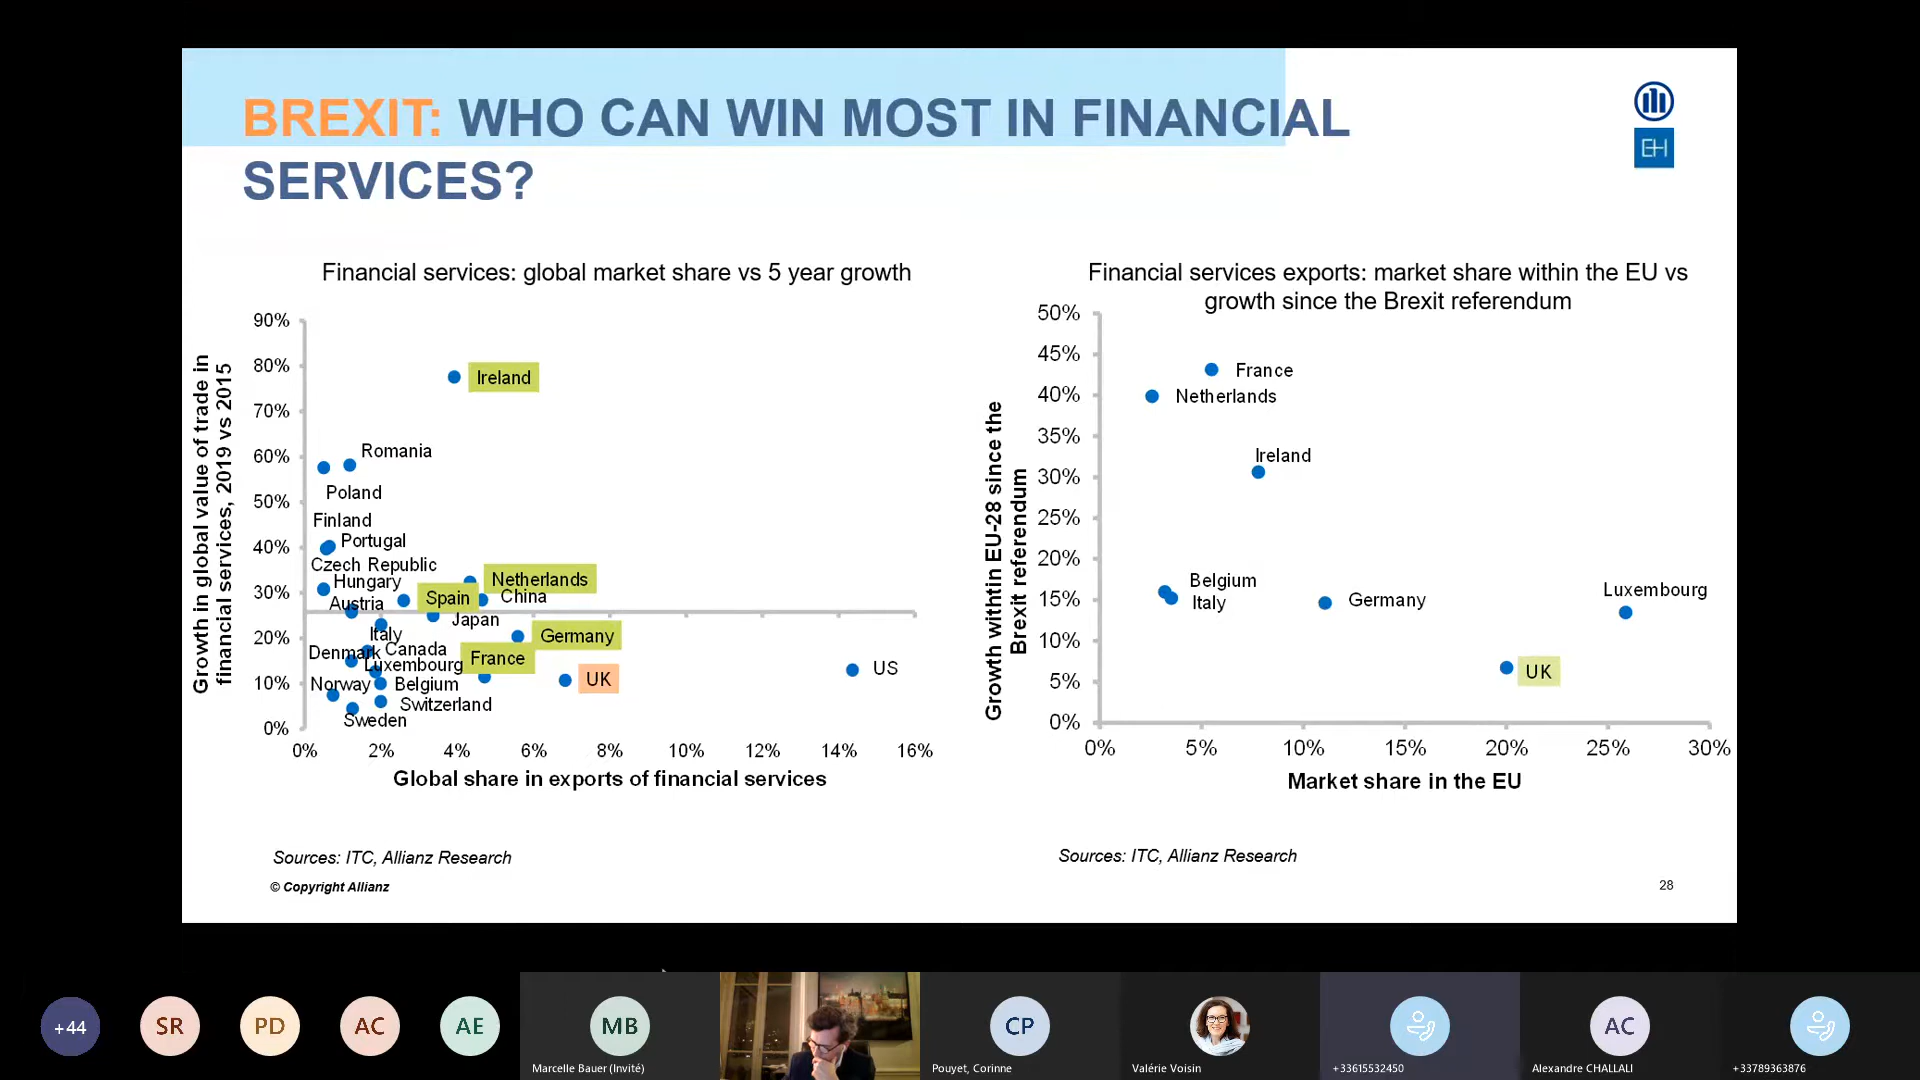 BREXIT: WHO CAN WIN MOST IN FINANCIAL
SERVICES?
EH
Financial services: global market share vs 5 year growth
Growth in global value of trade in
financial services, 2019 vs 2015
90%
80%
70%
60%
50%
40%
30%
20%
10%
0%
Ireland
Romania
Poland
Finland
Portugal
Czech Republic
Hungary
Netherlands
Spain
China
Austria
Japan
Italy
Germany
Denmark
Canada
Luxembourg
France
Norway
Belgium
UK
US
Switzerland
Sweden
0% 2% 4% 6% 8% 10% 12% 14% 16%
Global share in exports of financial services
Sources: ITC, Allianz Research
© Copyright Allianz
Financial services exports: market share within the EU vs
growth since the Brexit referendum
Growth withtin EU-28 since the
Brexit referendum
50%
45%
40%
35%
30%
25%
20%
15%
10%
5%
0%
France
Netherlands
Ireland
Belgium
Italy
Germany
Luxembourg
UK
0% 5% 10% 15% 20% 25% 30%
Market share in the EU
Sources: ITC, Allianz Research
28
+44
SR
PD
AC
AE
MB
CP
AC
Marcelle Bauer (Invité)
Pouyet, Corinne
Valérie Voisin
+33615532450
Alexandre CHALLALI
+33789363876